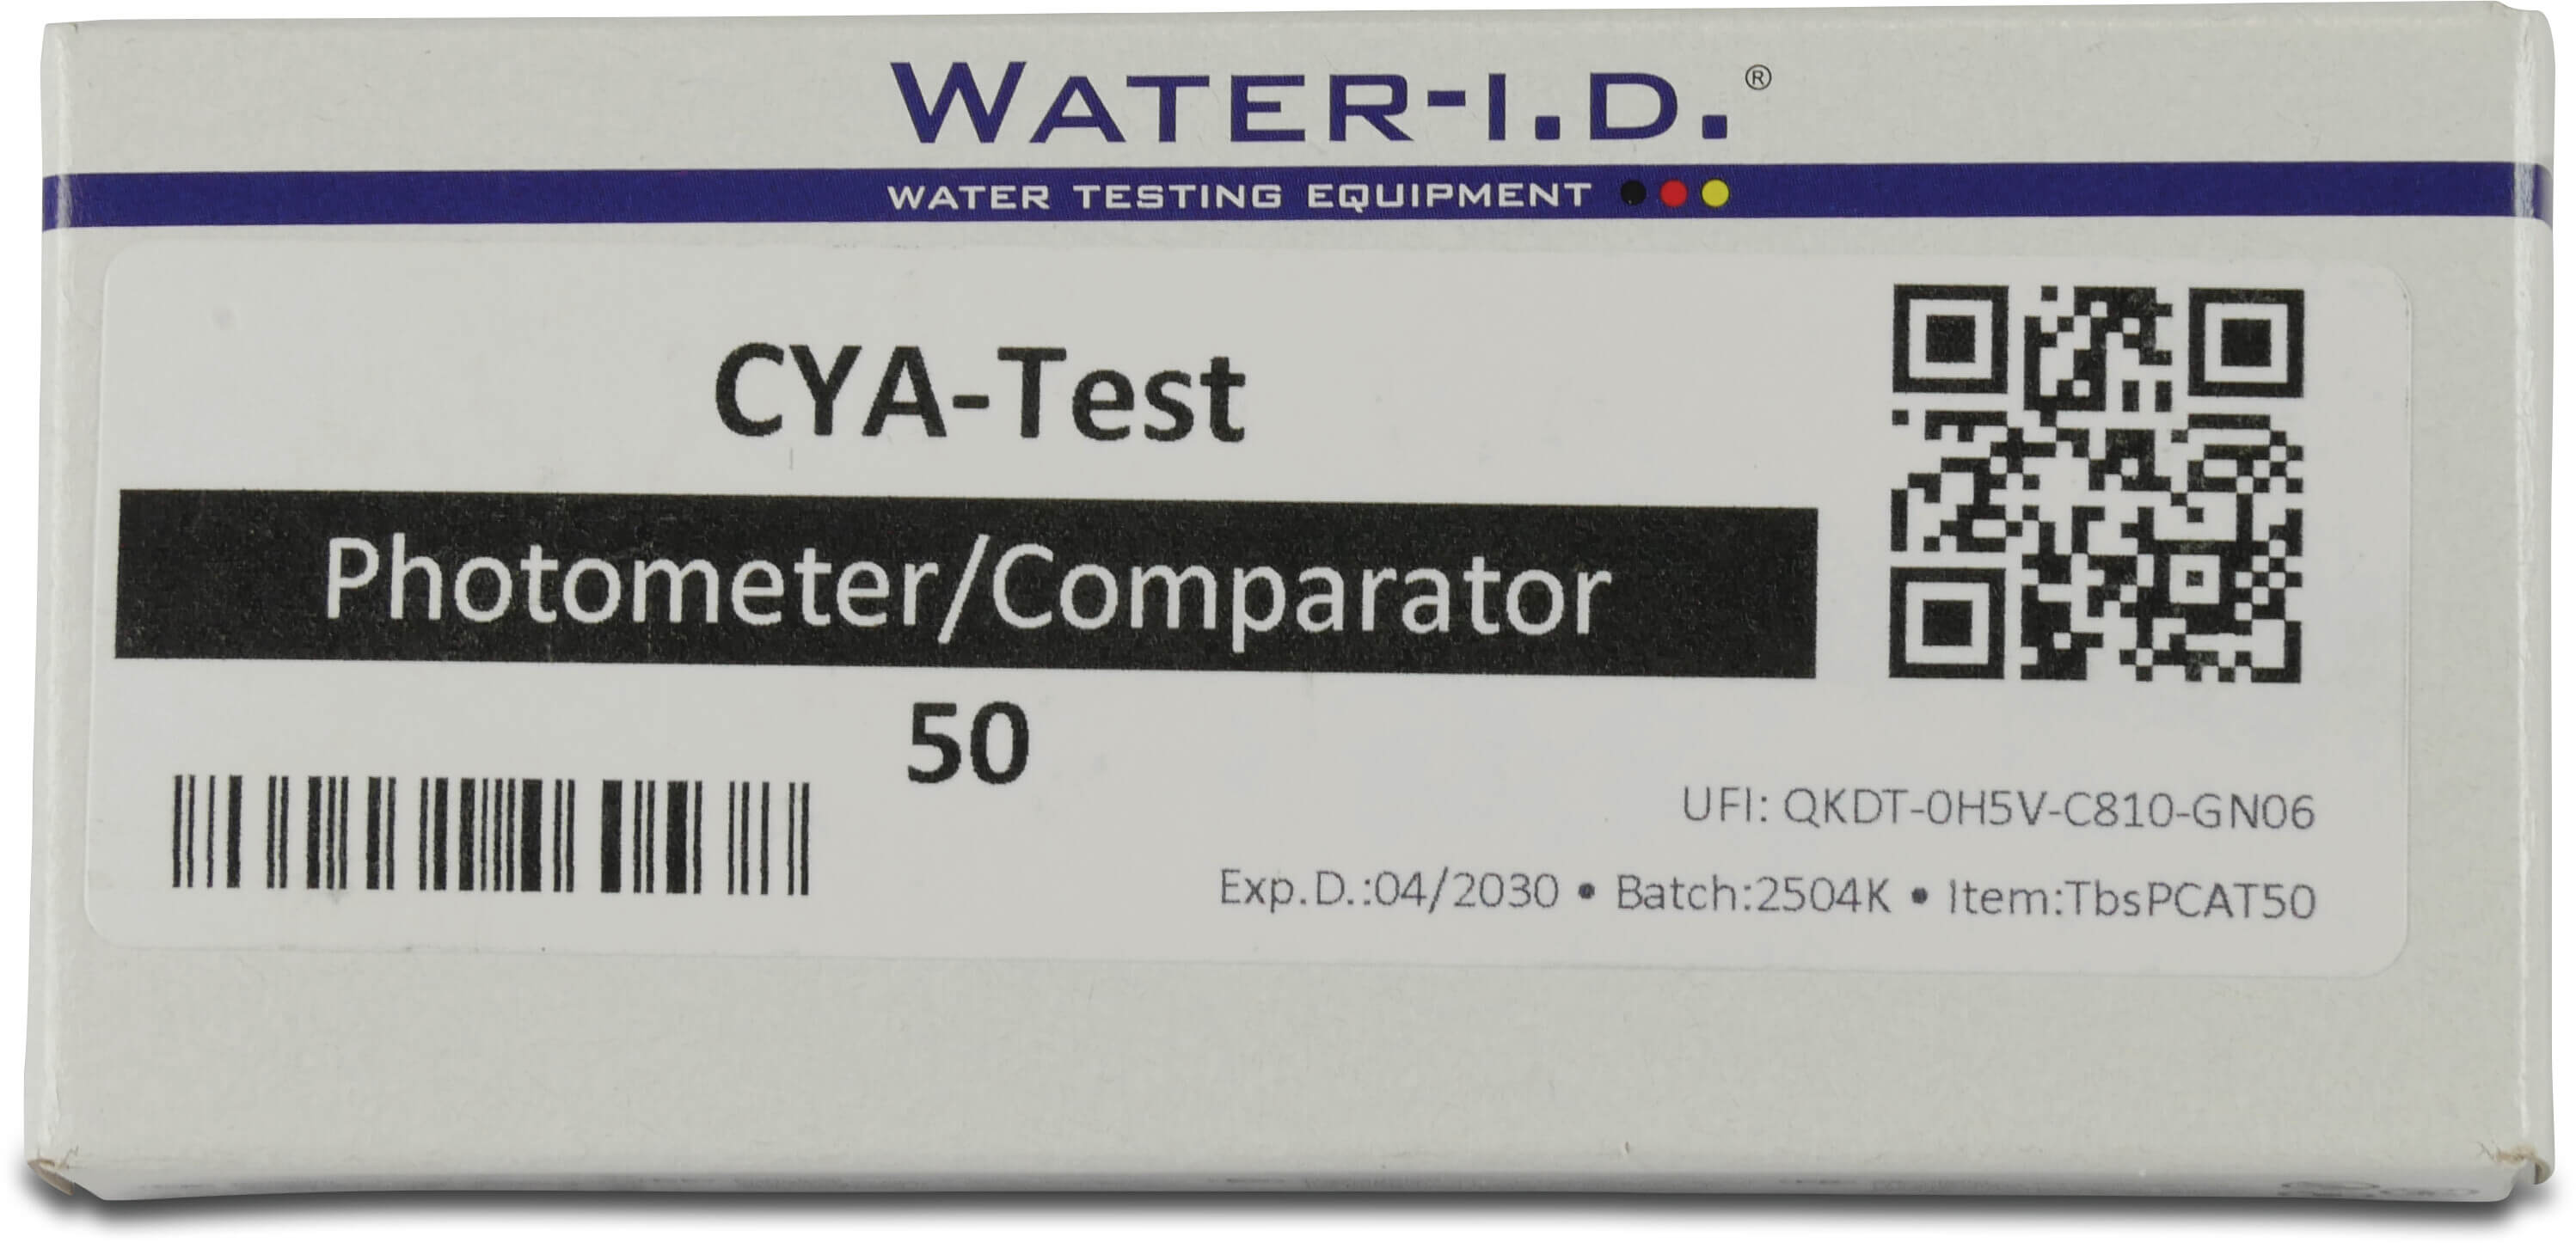 WATER-I.D.®
WATER TESTING EQUIPMENT
CYA-Test
Photometer/Comparator
50
UFI: QKDT-0H5V-C810-GN06
Exp.D.:04/2030 • Batch:2504K • Item:TbsPCAT50